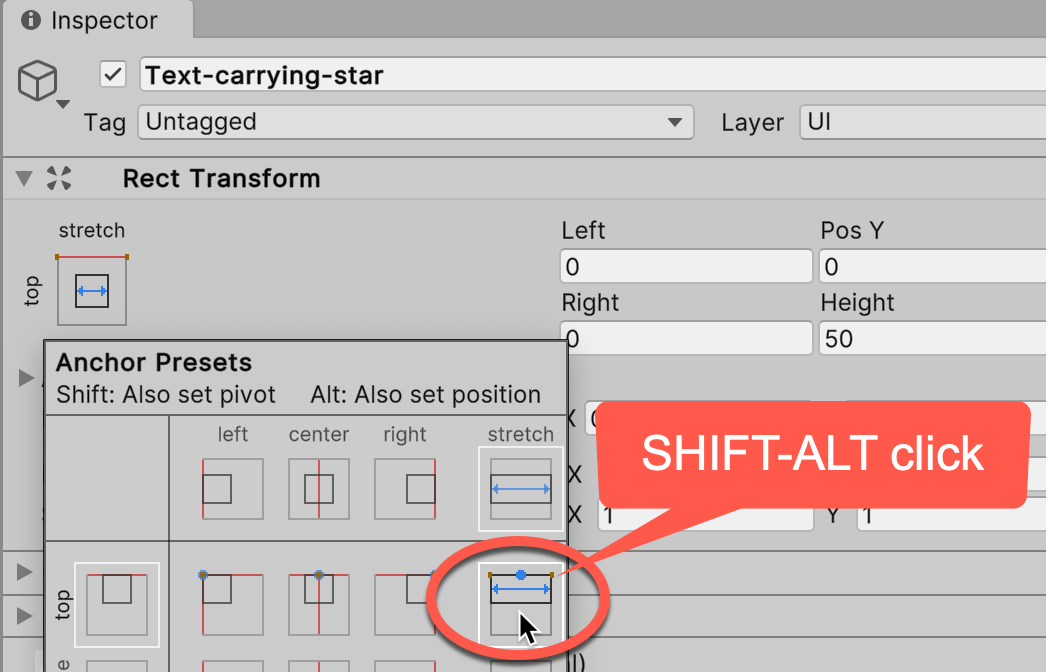 Inspector
Text-carrying-star
Tag Untagged Layer UI
Rect Transform
stretch Left Pos Y
top 0 0
Right Height
0 50
Anchor Presets
Shift: Also set pivot Alt: Also set position
left center right stretch
SHIFT-ALT click
X
X 1 Y 1
top